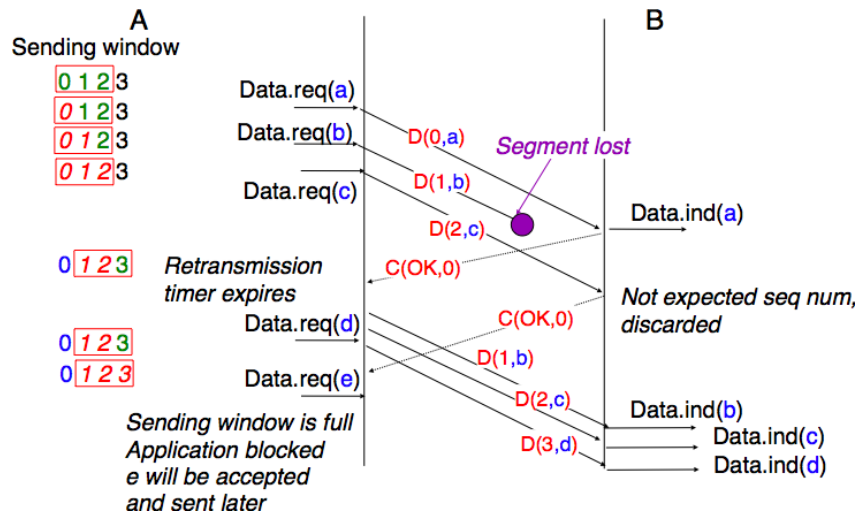 A
B
Sending window
0 1 2 3
Data.req(a)
0 1 2 3
Data.req(b)
D(0,a)
Segment lost
0 1 2 3
0 1 2 3
D(1,b)
Data.req(c)
D(2,c)
Data.ind(a)
0 1 2 3
Retransmission
timer expires
C(OK,0)
Not expected seq num,
discarded
C(OK,0)
Data.req(d)
0 1 2 3
D(1,b)
0 1 2 3
Data.req(e)
D(2,c)
Data.ind(b)
Sending window is full
Application blocked
e will be accepted
and sent later
D(3,d)
Data.ind(c)
Data.ind(d)